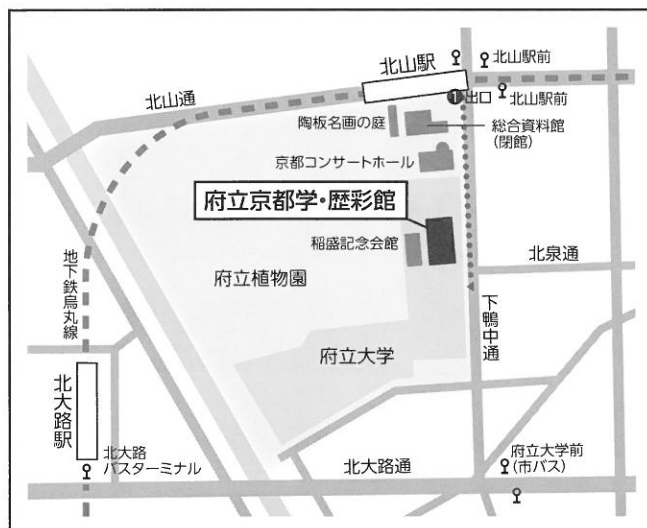 北山駅
北山駅前
北山通
1出口
北山駅前
陶板名画の庭
総合資料館
(閉館)
京都コンサートホール
府立京都学・歴彩館
稲盛記念会館
北泉通
地下鉄烏丸線
府立植物園
下鴨中通
府立大学
北大路駅
北大路
バスターミナル
北大路通
府立大学前
(市バス)